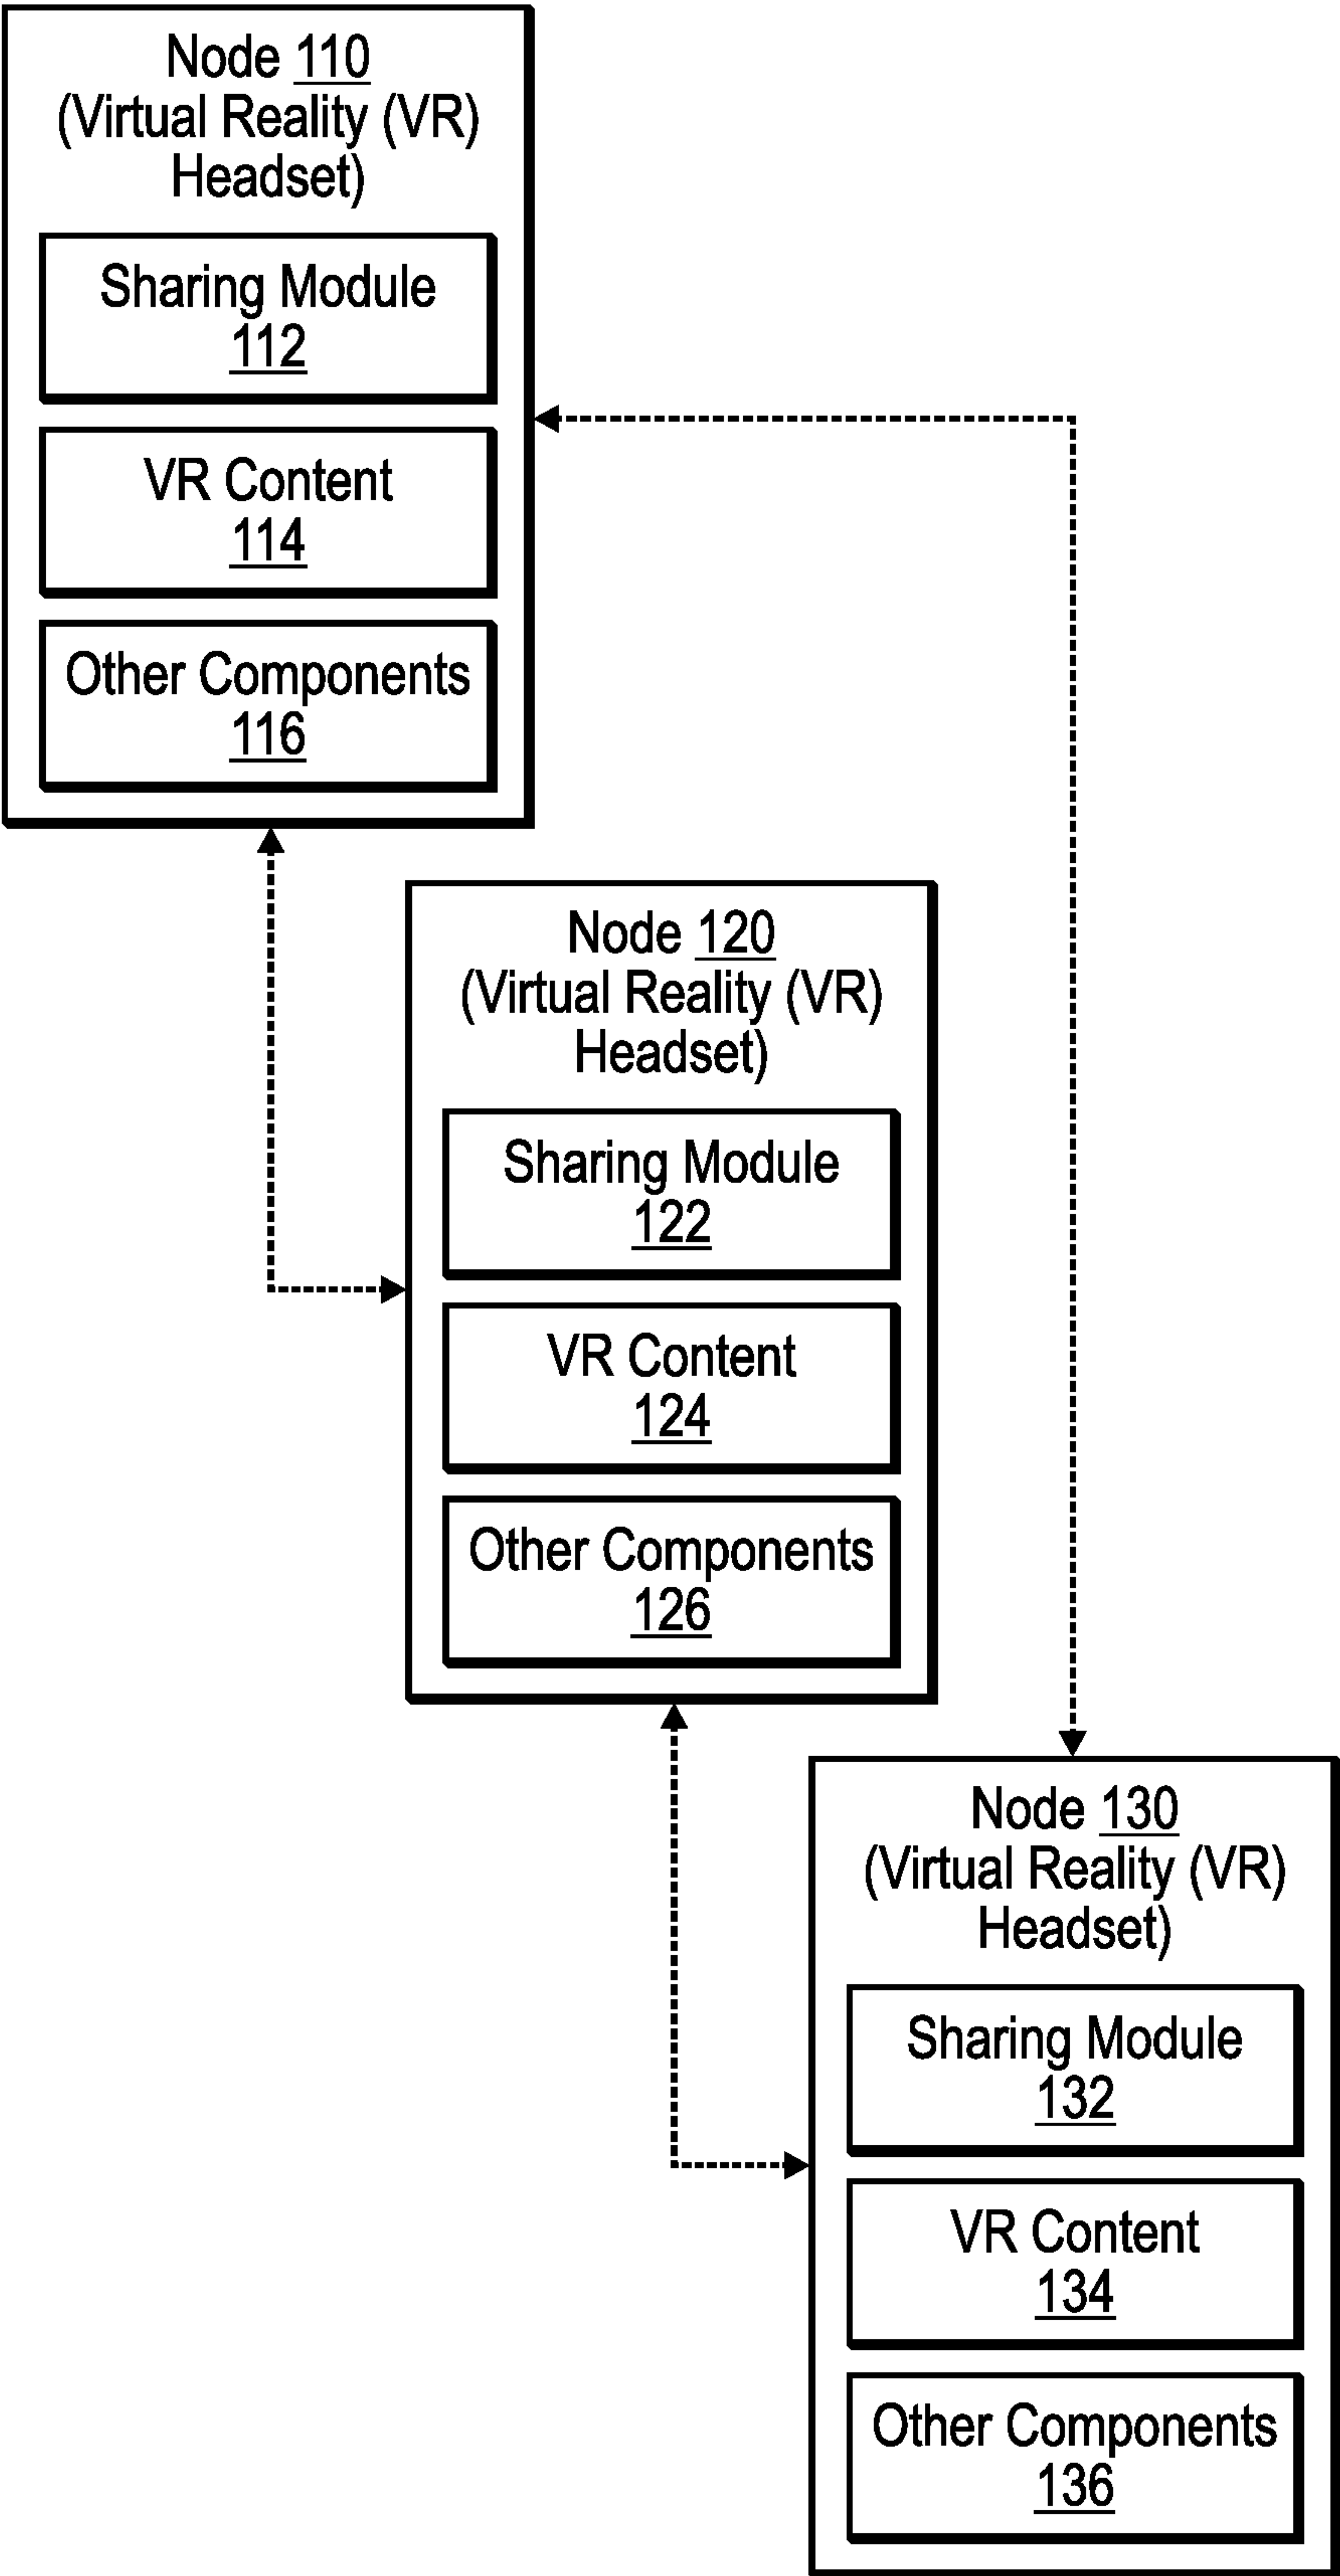 Node 110
(Virtual Reality (VR)
Headset)
Sharing Module
112
VR Content
114
Other Components
116
Node 120
(Virtual Reality (VR)
Headset)
Sharing Module
122
VR Content
124
Other Components
126
Node 130
(Virtual Reality (VR)
Headset)
Sharing Module
132
VR Content
134
Other Components
136